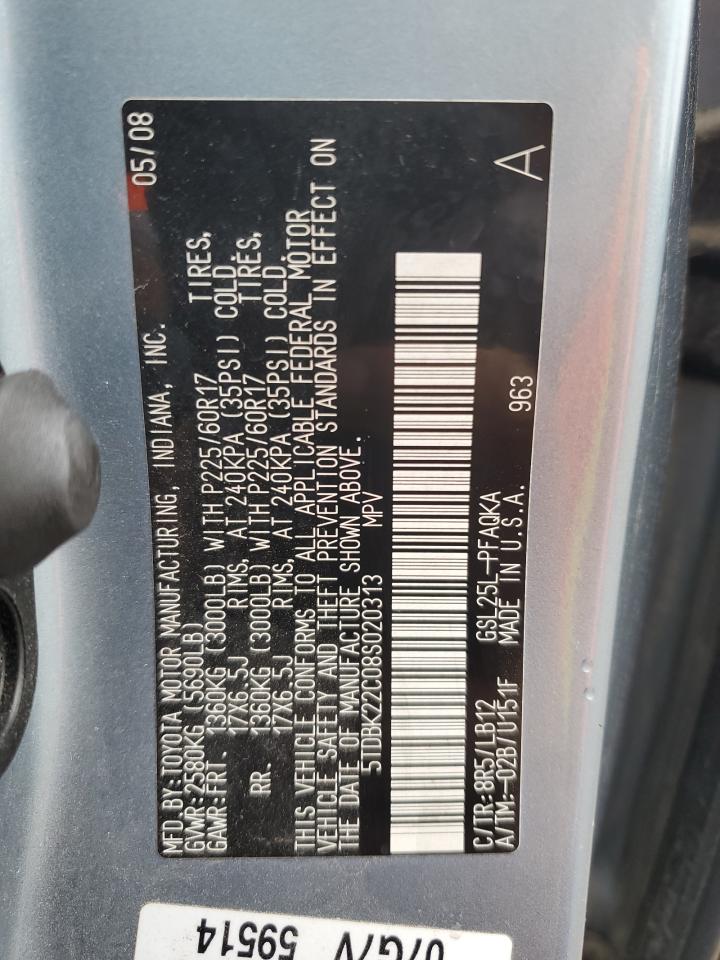 MFD.BY:TOYOTA MOTOR MANUFACTURING, INDIANA, INC. 05/08
GVWR:2580KG (5690LB)
GAWR:FRT. 1360KG (3000LB) WITH P225/60R17 TIRES,
17X6.5J RIMS, AT 240KPA (35PSI) COLD
RR. 1360KG (3000LB) WITH P225/60R17 TIRES,
17X6.5J RIMS, AT 240KPA (35PSI) COLD
THIS VEHICLE CONFORMS TO ALL APPLICABLE FEDERAL MOTOR
VEHICLE SAFETY AND THEFT PREVENTION STANDARDS IN EFFECT ON
THE DATE OF MANUFACTURE SHOWN ABOVE.
5TDBK22C08S020313 MPV
C/TR:8R5/LB12 GSL25L-PFAQKA
A/TM-02B/U151F MADE IN U.S.A. 963 A
59514
07G7V